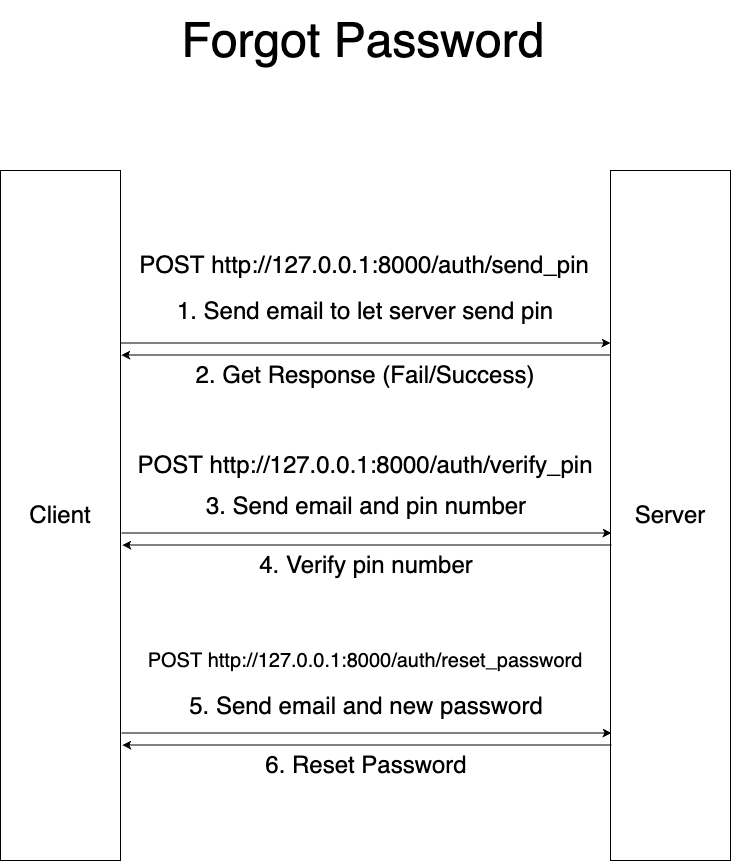 Forgot Password
POST http://127.0.0.1:8000/auth/send_pin
1. Send email to let server send pin
2. Get Response (Fail/Success)
POST http://127.0.0.1:8000/auth/verify_pin
3. Send email and pin number
Client
Server
4. Verify pin number
POST http://127.0.0.1:8000/auth/reset_password
5. Send email and new password
6. Reset Password